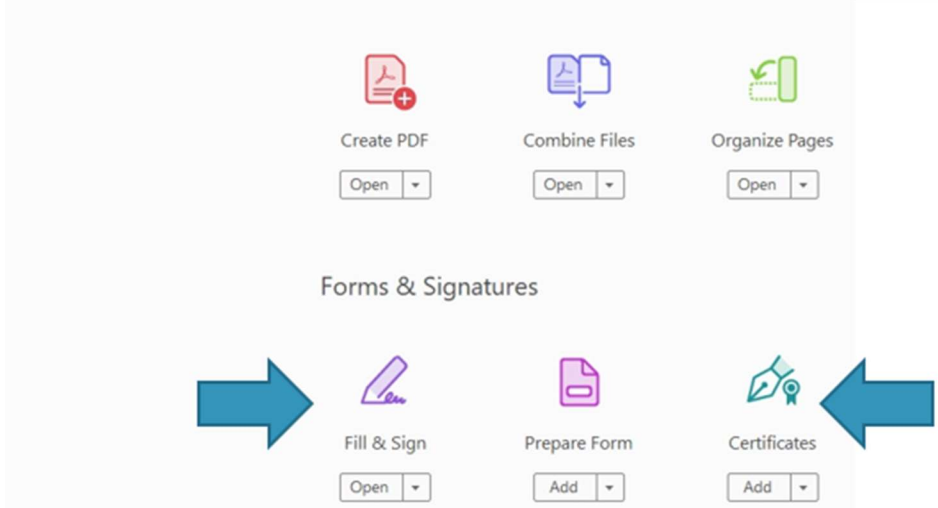 Create PDF Combine Files Organize Pages
Open Open Open
Forms & Signatures
Fill & Sign Prepare Form Certificates
Open Add Add